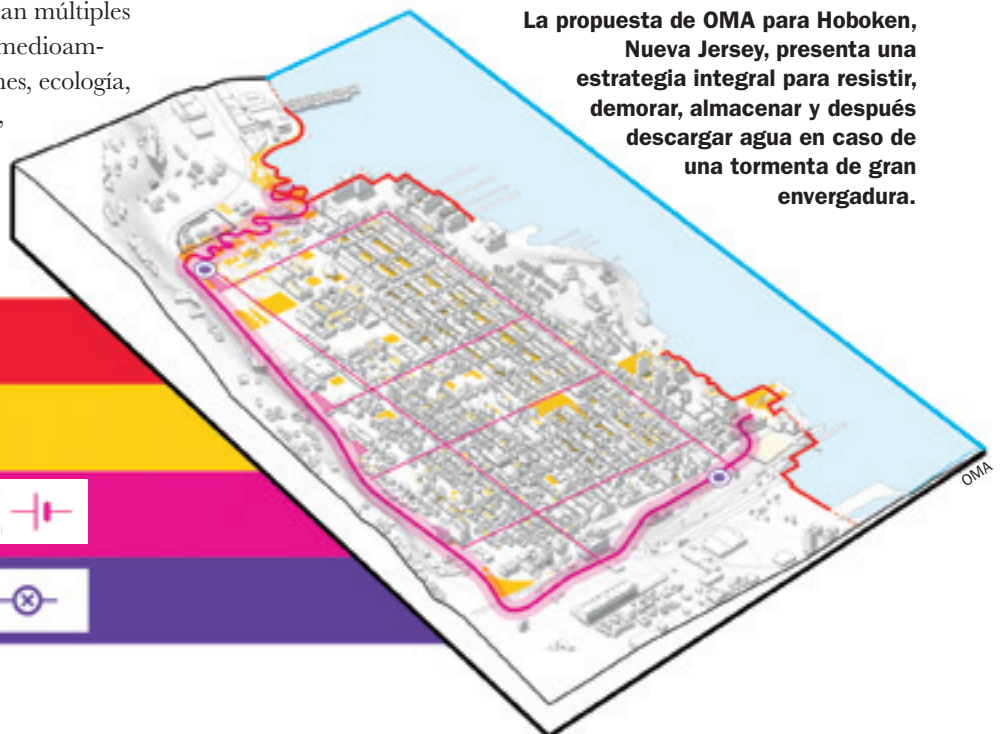 an múltiples
medioam-
nes, ecología,
,
La propuesta de OMA para Hoboken,
Nueva Jersey, presenta una
estrategia integral para resistir,
demorar, almacenar y después
descargar agua en caso de
una tormenta de gran
envergadura.
OMA